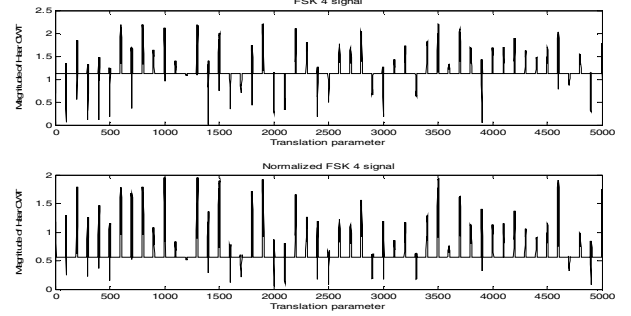 FSK 4 signal
2.5
2
1.5
1
0.5
0
Magnitude of Haar CWT
0 500 1000 1500 2000 2500 3000 3500 4000 4500 5000
Translation parameter
Normalized FSK 4 signal
2
1.5
1
0.5
0
Magnitude of Haar CWT
0 500 1000 1500 2000 2500 3000 3500 4000 4500 5000
Translation parameter